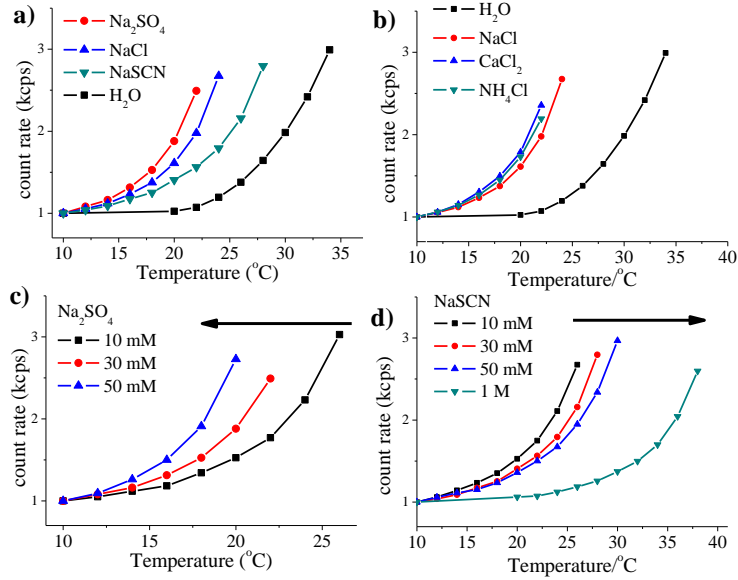 a)
Na₂SO₄
NaCl
NaSCN
H₂O
count rate (kcps)
3
2
1
10 15 20 25 30 35
Temperature (°C)
b)
H₂O
NaCl
CaCl₂
NH₄Cl
count rate (kcps)
3
2
1
10 15 20 25 30 35 40
Temperature/°C
c)
Na₂SO₄
10 mM
30 mM
50 mM
count rate (kcps)
3
2
1
10 15 20 25
Temperature (°C)
d)
NaSCN
10 mM
30 mM
50 mM
1 M
count rate (kcps)
3
2
1
10 20 30 40
Temperature/°C